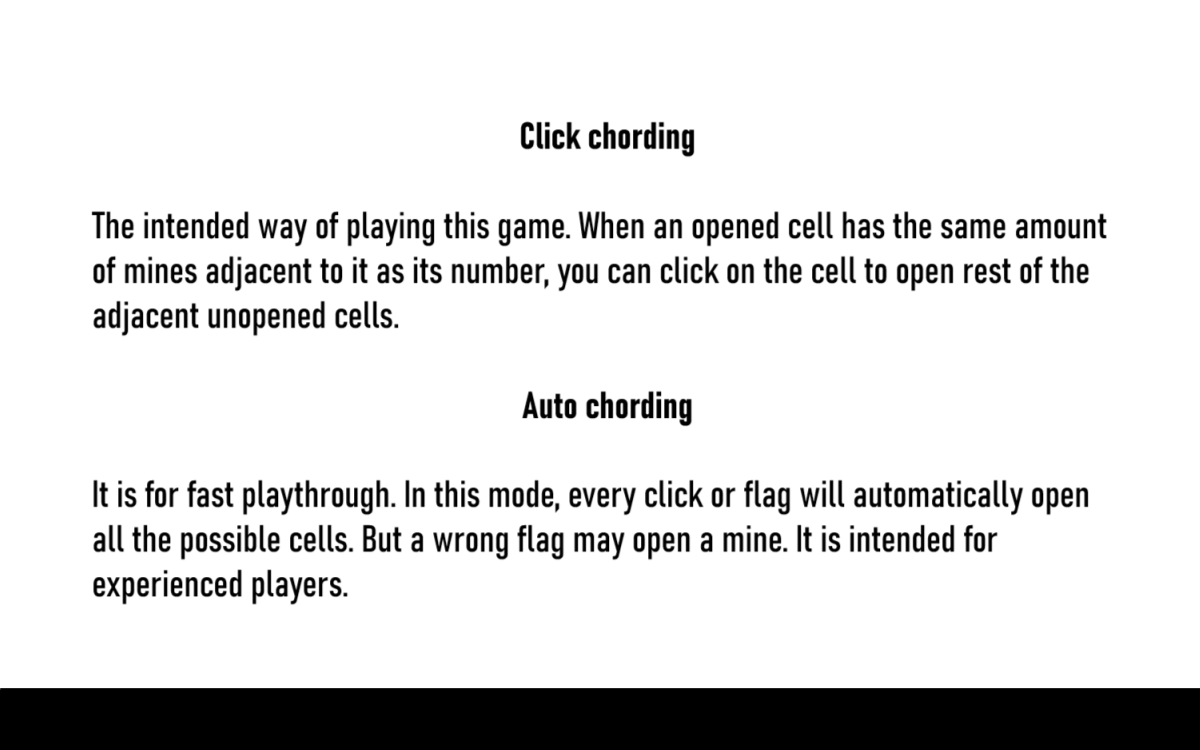 Click chording
The intended way of playing this game. When an opened cell has the same amount
of mines adjacent to it as its number, you can click on the cell to open rest of the
adjacent unopened cells.
Auto chording
It is for fast playthrough. In this mode, every click or flag will automatically open
all the possible cells. But a wrong flag may open a mine. It is intended for
experienced players.